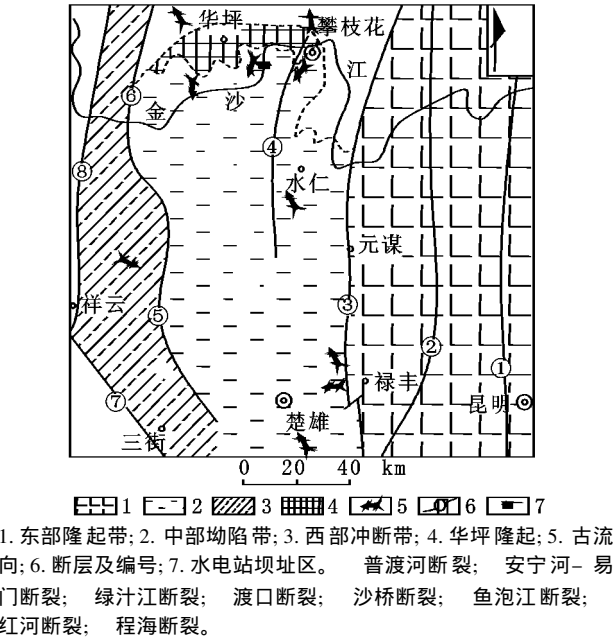 华坪
攀枝花
⑥
金
沙
江
④
⑧
水仁
元谋
祥云
⑤
③
②
①
⑦
禄丰
昆明
楚雄
三街
0 20 40 km
1 2 3 4 5 6 7
1. 东部隆起带; 2. 中部坳陷带; 3. 西部冲断带; 4. 华坪隆起; 5. 古流
向; 6. 断层及编号; 7. 水电站坝址区。 普渡河断裂; 安宁河– 易
门断裂; 绿汁江断裂; 渡口断裂; 沙桥断裂; 鱼泡江断裂;
红河断裂; 程海断裂。